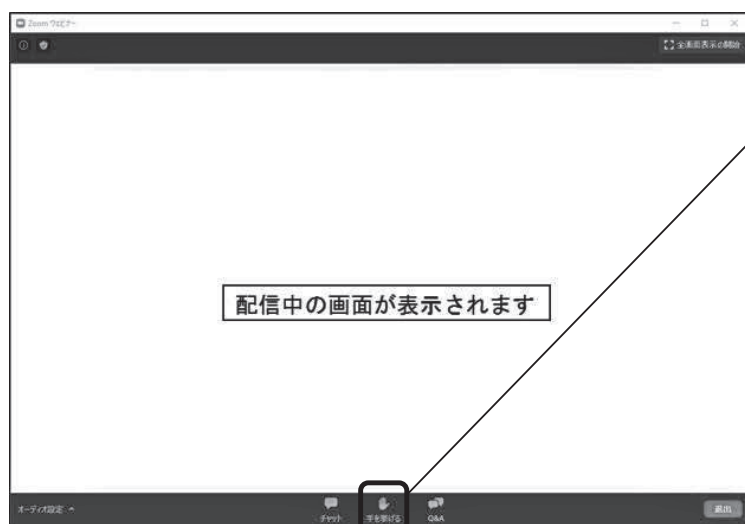 Zoom ウェビナー
全画面表示の開始
配信中の画面が表示されます
オーディオ設定
チャット
手を挙げる
Q&A
退出